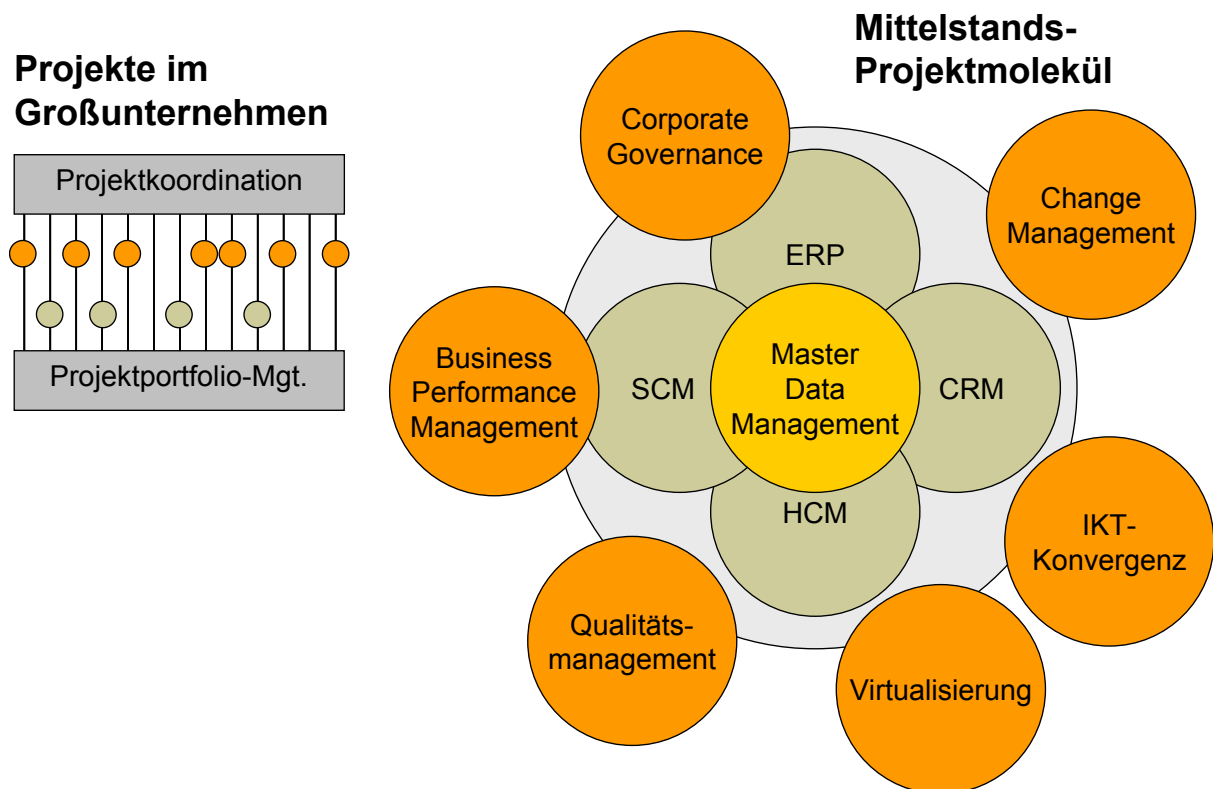 Projekte im
Großunternehmen
Projektkoordination
Projektportfolio-Mgt.
Mittelstands-
Projektmolekül
Corporate
Governance
Change
Management
ERP
Business
Performance
Management
SCM
Master
Data
Management
CRM
HCM
IKT-
Konvergenz
Qualitäts-
management
Virtualisierung